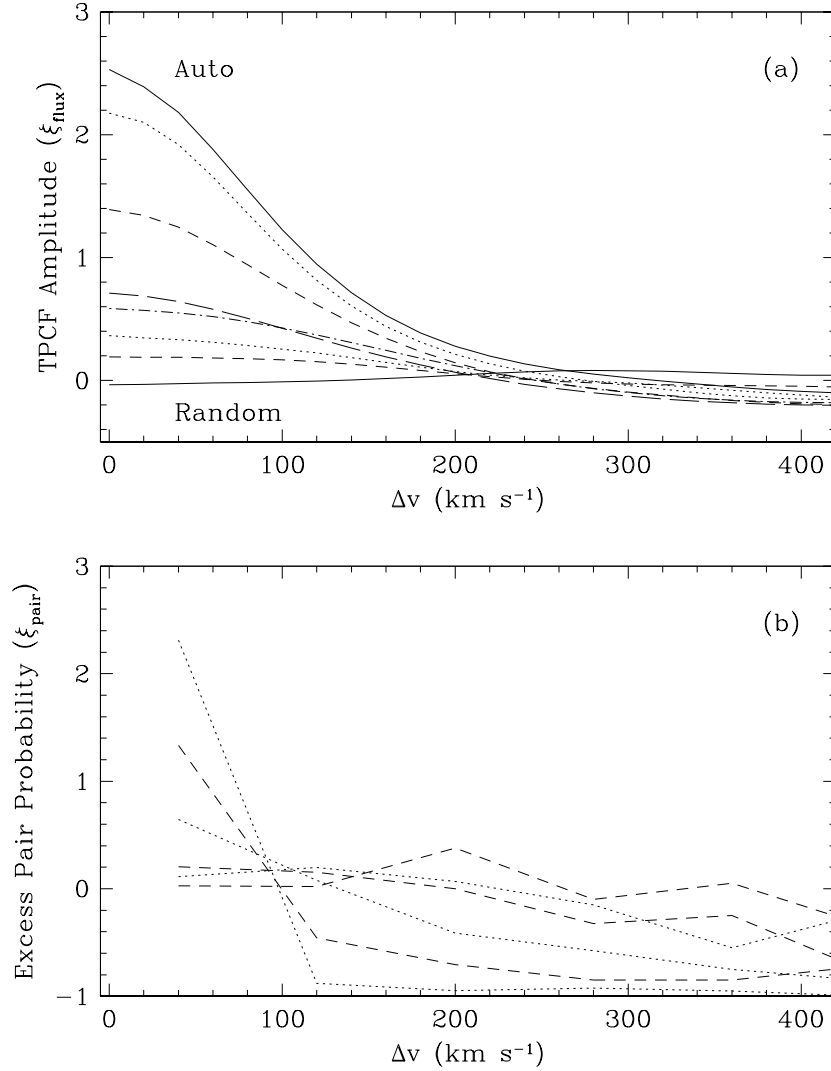 3
2
1
0
TPCF Amplitude (ξflux)
Auto
(a)
Random
0 100 200 300 400
Δv (km s⁻¹)
3
2
1
0
−1
Excess Pair Probability (ξpair)
(b)
0 100 200 300 400
Δv (km s⁻¹)